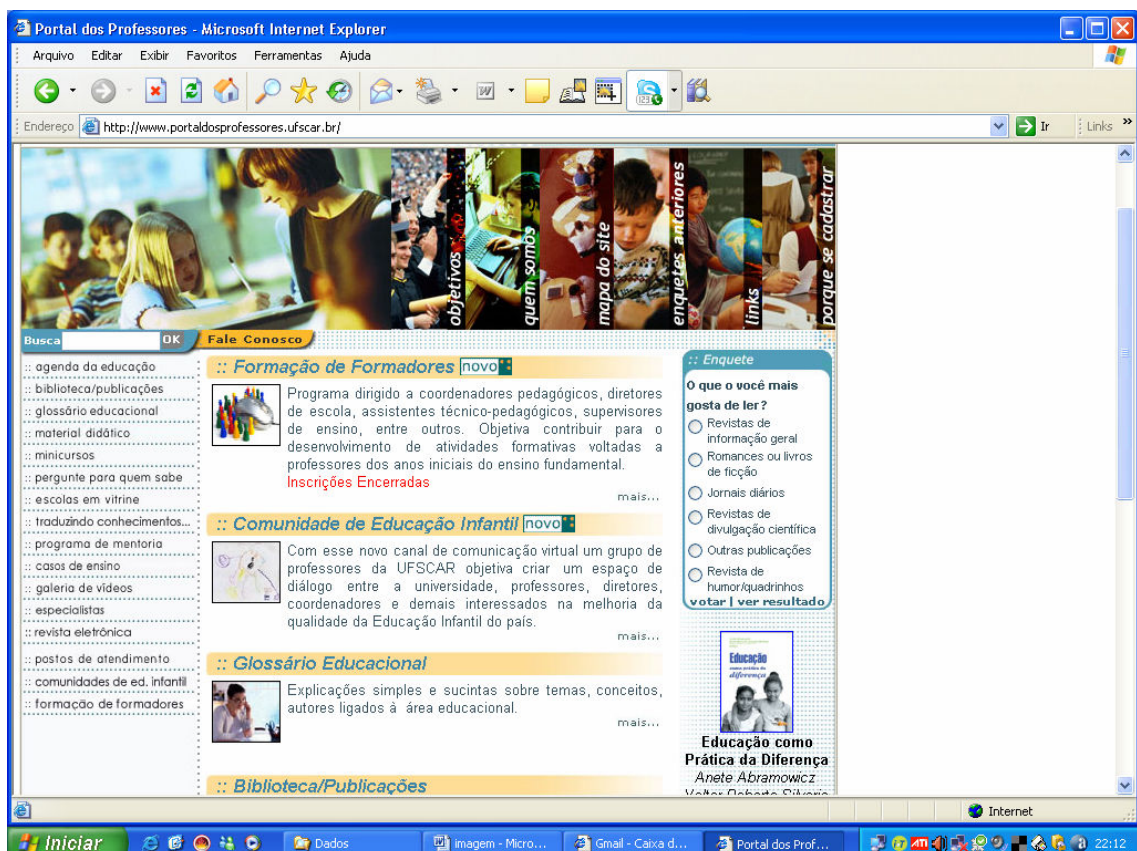 Portal dos Professores - Microsoft Internet Explorer
Arquivo Editar Exibir Favoritos Ferramentas Ajuda
Endereço http://www.portaldosprofessores.ufscar.br/ Ir Links »
objetivos
quem somos
mapa do site
enquetes anteriores
links
porque se cadastrar
Busca OK Fale Conosco
:: agenda da educação
:: biblioteca/publicações
:: glossário educacional
:: material didático
:: minicursos
:: pergunte para quem sabe
:: escolas em vitrine
:: traduzindo conhecimentos...
:: programa de mentoria
:: casos de ensino
:: galeria de vídeos
:: especialistas
:: revista eletrônica
:: postos de atendimento
:: comunidades de ed. infantil
:: formação de formadores
:: Formação de Formadores novo
Programa dirigido a coordenadores pedagógicos, diretores
de escola, assistentes técnico-pedagógicos, supervisores
de ensino, entre outros. Objetiva contribuir para o
desenvolvimento de atividades formativas voltadas a
professores dos anos iniciais do ensino fundamental.
Inscrições Encerradas
mais...
:: Comunidade de Educação Infantil novo
Com esse novo canal de comunicação virtual um grupo de
professores da UFSCAR objetiva criar um espaço de
diálogo entre a universidade, professores, diretores,
coordenadores e demais interessados na melhoria da
qualidade da Educação Infantil do país.
mais...
:: Glossário Educacional
Explicações simples e sucintas sobre temas, conceitos,
autores ligados à área educacional.
mais...
:: Biblioteca/Publicações
:: Enquete
O que o você mais
gosta de ler?
Revistas de
informação geral
Romances ou livros
de ficção
Jornais diários
Revistas de
divulgação científica
Outras publicações
Revista de
humor/quadrinhos
votar | ver resultado
Educação
como prática da
diferença
Educação como
Prática da Diferença
Anete Abramowicz
Internet
Iniciar Dados imagem - Micro... Gmail - Caixa d... Portal dos Prof... 22:12